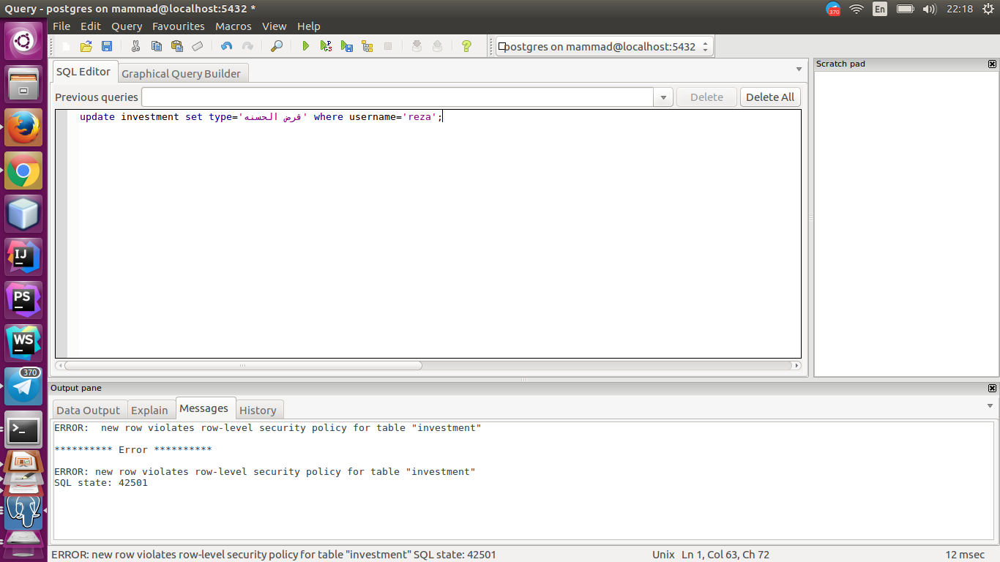 Query - postgres on mammad@localhost:5432 *
370
En
22:18
File Edit Query Favourites Macros View Help
postgres on mammad@localhost:5432
SQL Editor
Graphical Query Builder
Scratch pad
Previous queries
Delete
Delete All
update investment set type='قرض الحسنه' where username='reza';
IJ
PS
WS
370
Output pane
Data Output
Explain
Messages
History
ERROR:  new row violates row-level security policy for table "investment"
********** Error **********
ERROR: new row violates row-level security policy for table "investment"
SQL state: 42501
ERROR: new row violates row-level security policy for table "investment" SQL state: 42501
Unix
Ln 1, Col 63, Ch 72
12 msec